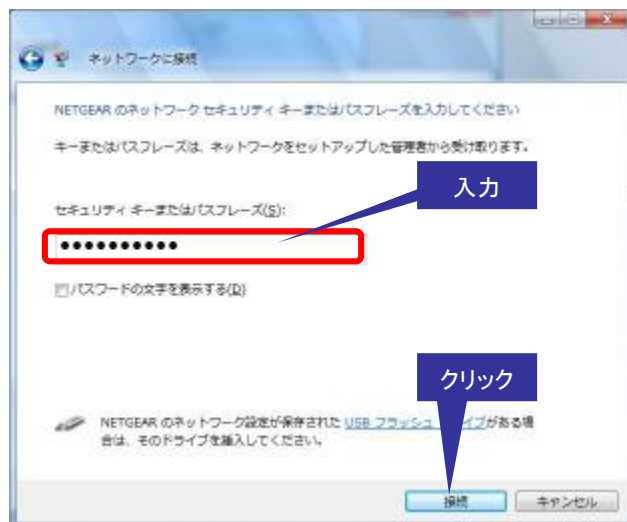 ネットワークに接続
NETGEAR のネットワーク セキュリティ キーまたはパスフレーズを入力してください
キーまたはパスフレーズは、ネットワークをセットアップした管理者から受け取ります。
入力
セキュリティ キーまたはパスフレーズ(S):
●●●●●●●●●●
パスワードの文字を表示する(D)
クリック
NETGEAR のネットワーク設定が保存された USB フラッシュ イブがある場
合は、そのドライブを挿入してください。
接続 キャンセル